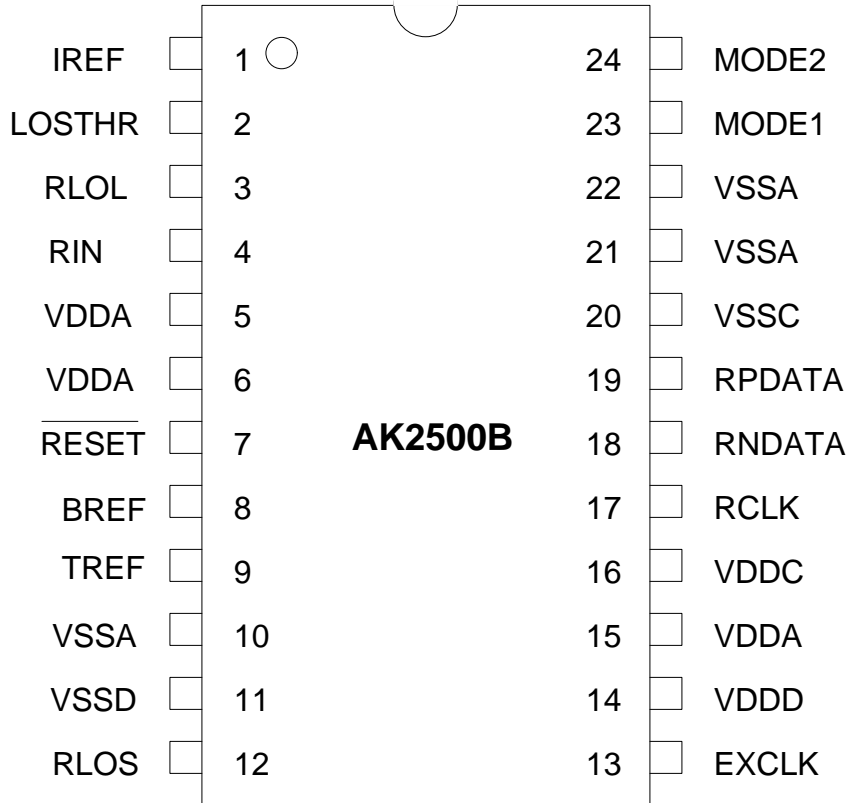 IREF 1 24 MODE2
LOSTHR 2 23 MODE1
RLOL 3 22 VSSA
RIN 4 21 VSSA
VDDA 5 20 VSSC
VDDA 6 19 RPDATA
RESET 7 AK2500B 18 RNDATA
BREF 8 17 RCLK
TREF 9 16 VDDC
VSSA 10 15 VDDA
VSSD 11 14 VDDD
RLOS 12 13 EXCLK